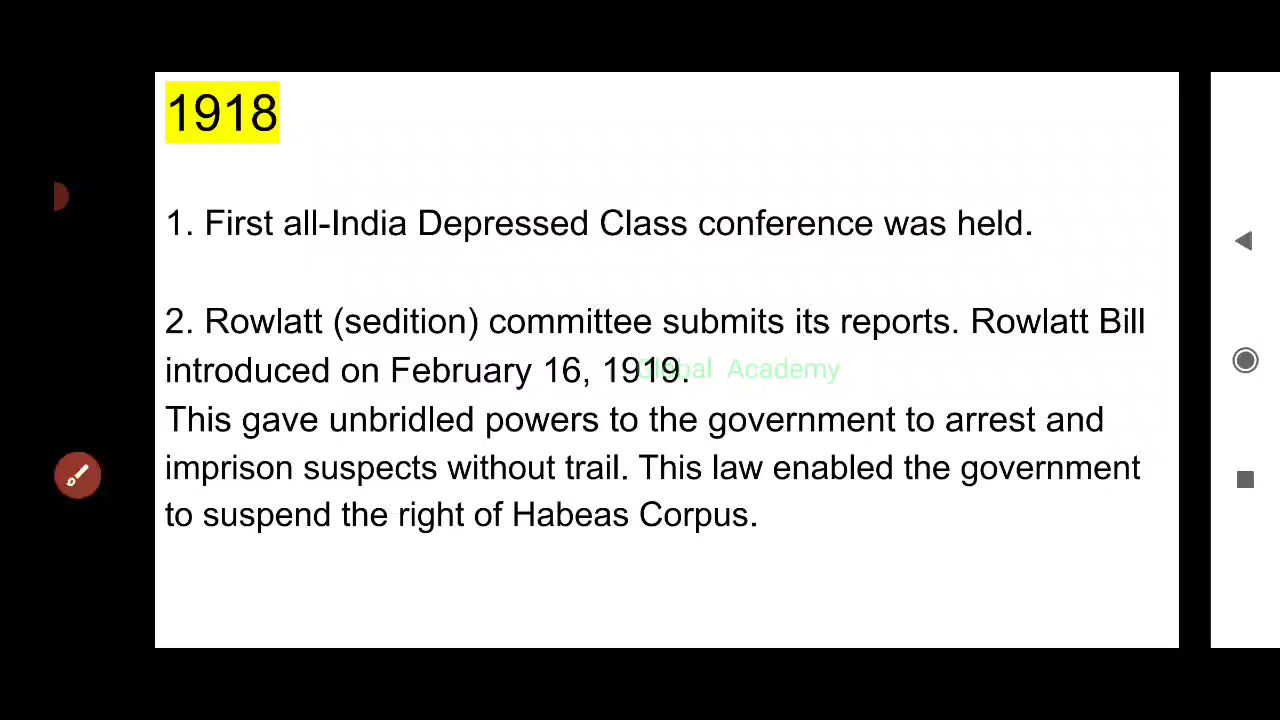 1918
1. First all-India Depressed Class conference was held.
2. Rowlatt (sedition) committee submits its reports. Rowlatt Bill
introduced on February 16, 1919.
Global Academy
This gave unbridled powers to the government to arrest and
imprison suspects without trail. This law enabled the government
to suspend the right of Habeas Corpus.